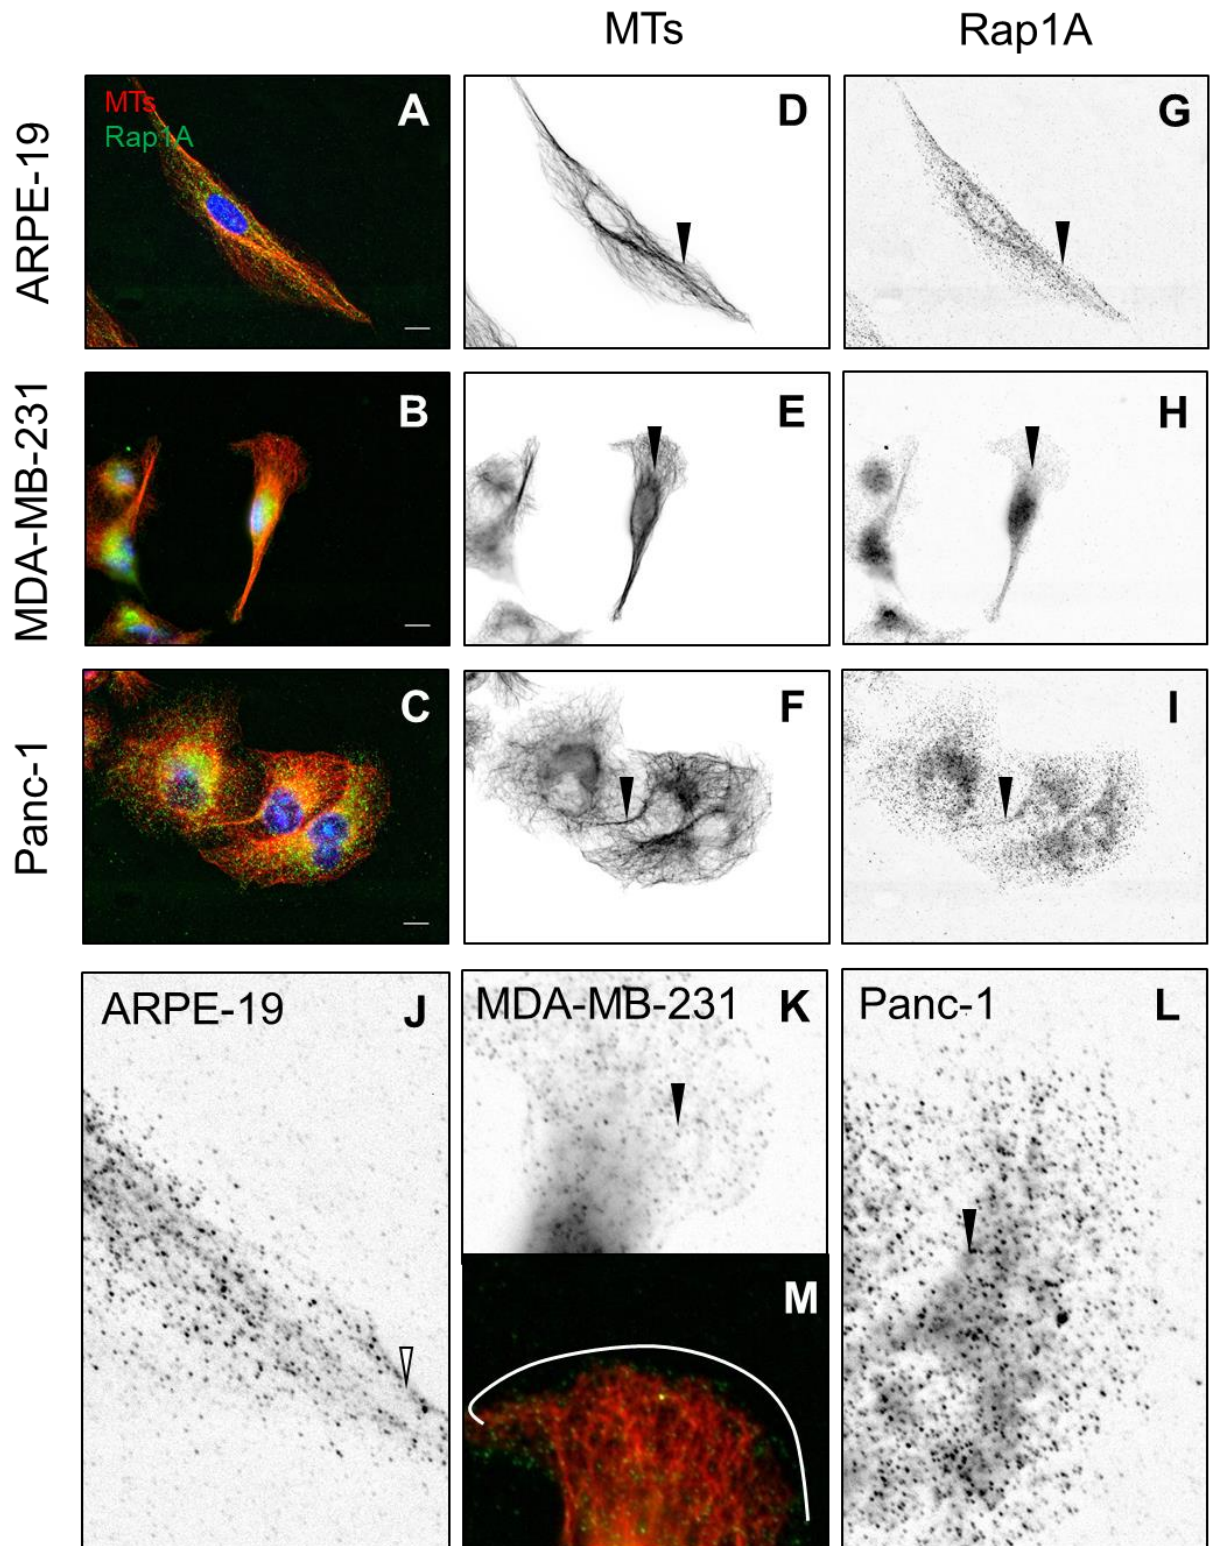 MTs Rap1A
ARPE-19
MTs
Rap1A
A
D
G
MDA-MB-231
B
E
H
Panc-1
C
F
I
ARPE-19 J
MDA-MB-231 K
Panc-1 L
M